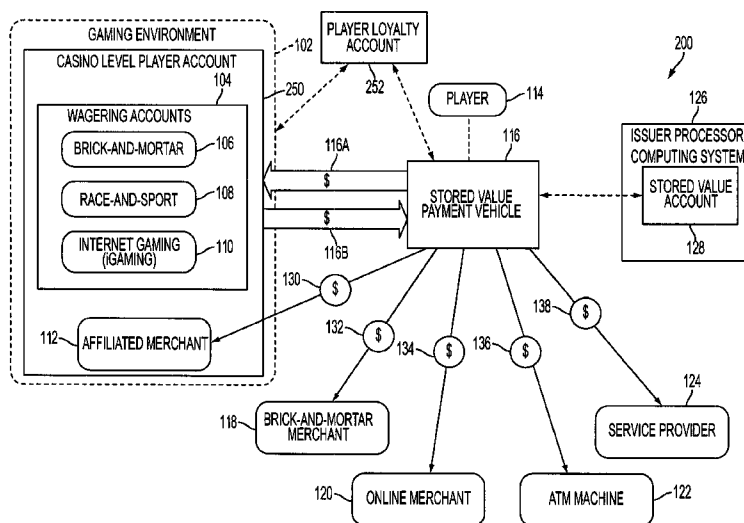 GAMING ENVIRONMENT
102
CASINO LEVEL PLAYER ACCOUNT
104
250
WAGERING ACCOUNTS
BRICK-AND-MORTAR
106
RACE-AND-SPORT
108
INTERNET GAMING
(iGAMING)
110
112
AFFILIATED MERCHANT
PLAYER LOYALTY
ACCOUNT
252
PLAYER
114
116
STORED VALUE
PAYMENT VEHICLE
116A
$
$
116B
200
126
ISSUER PROCESSOR
COMPUTING SYSTEM
STORED VALUE
ACCOUNT
128
130
$
132
$
134
$
136
$
138
$
118
BRICK-AND-MORTAR
MERCHANT
120
ONLINE MERCHANT
ATM MACHINE
122
124
SERVICE PROVIDER